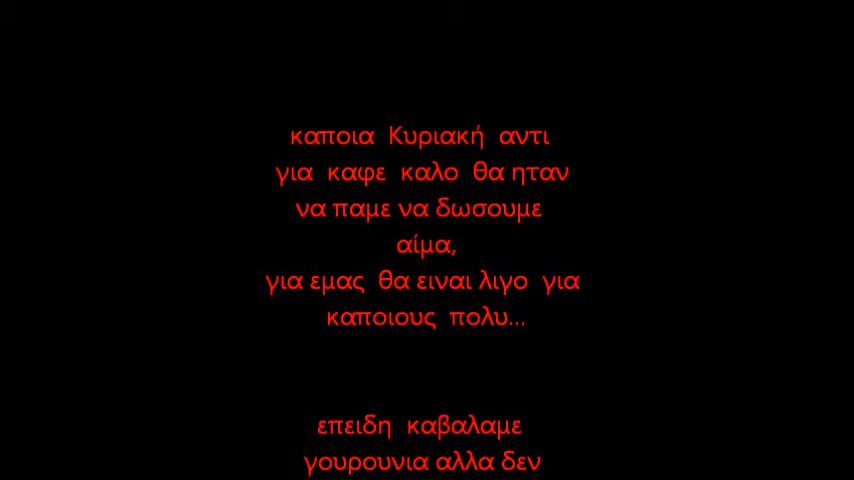 καποια Κυριακή αντι
για καφε καλο θα ηταν
να παμε να δωσουμε
αίμα,
για εμας θα ειναι λιγο για
καποιους πολυ...
επειδη καβαλαμε
γουρουνια αλλα δεν